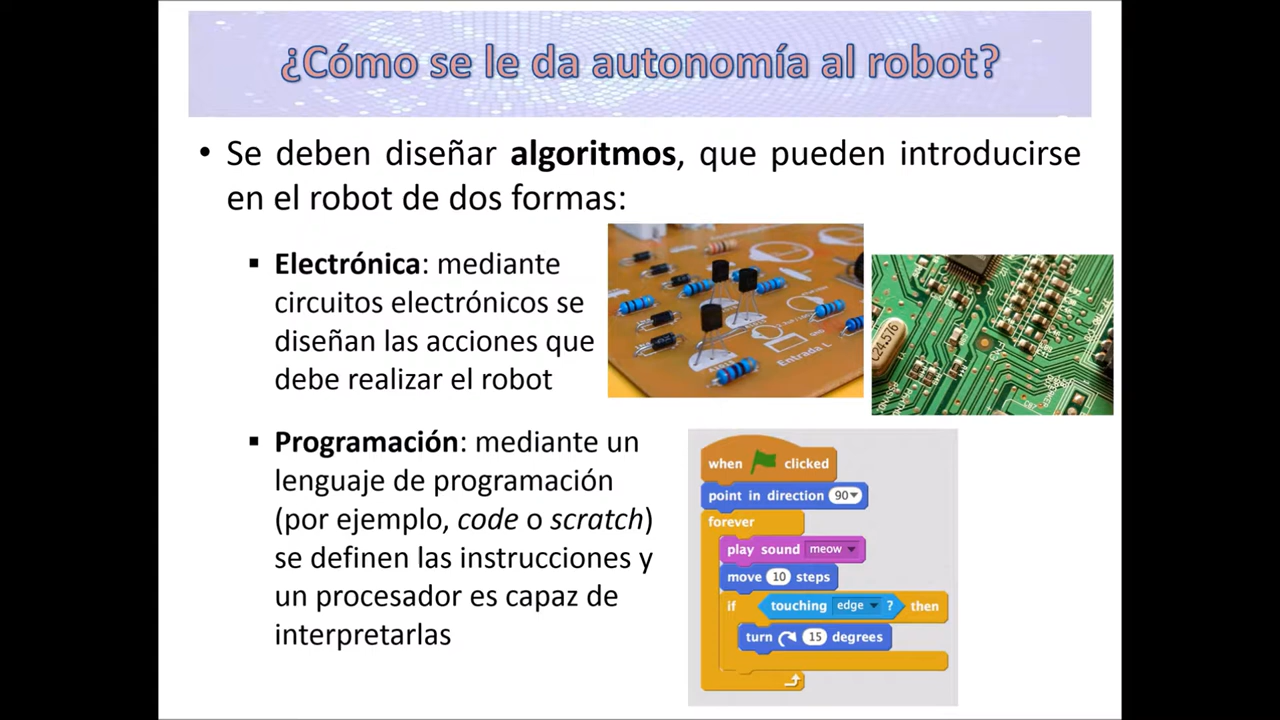 ¿Cómo se le da autonomía al robot?
• Se deben diseñar algoritmos, que pueden introducirse
en el robot de dos formas:
▪ Electrónica: mediante
circuitos electrónicos se
diseñan las acciones que
debe realizar el robot
Entrada L
C24.576
▪ Programación: mediante un
lenguaje de programación
(por ejemplo, code o scratch)
se definen las instrucciones y
un procesador es capaz de
interpretarlas
when clicked
point in direction 90
forever
play sound meow
move 10 steps
if touching edge ? then
turn 15 degrees